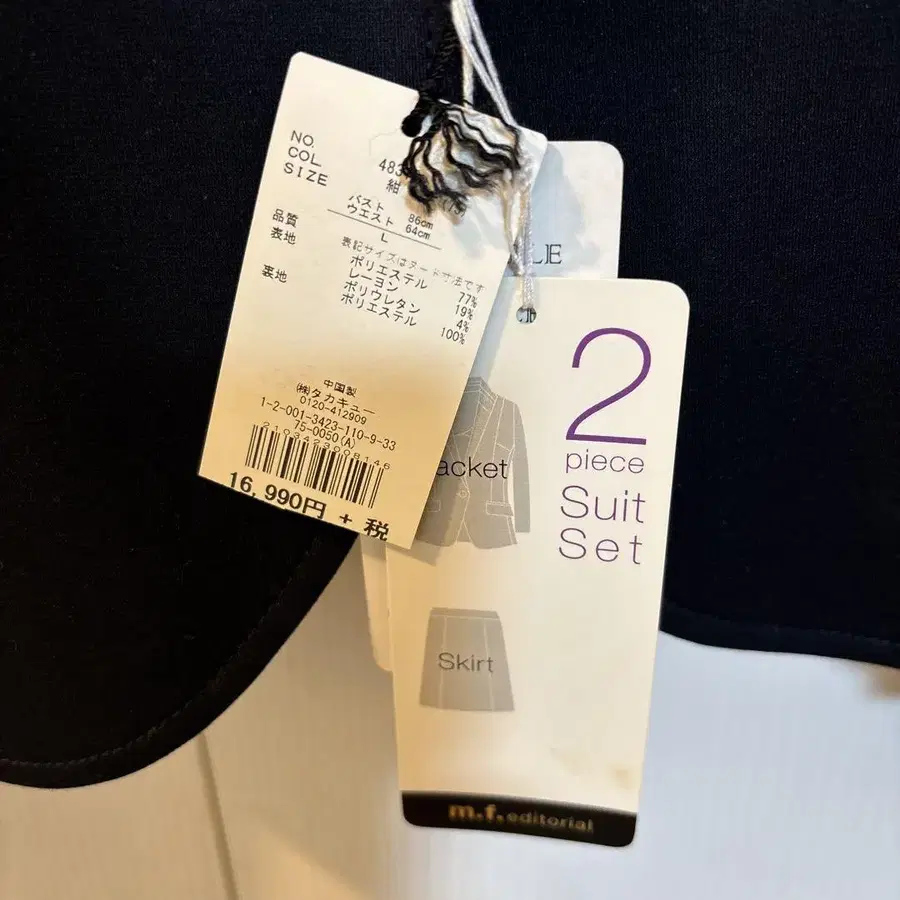 NO.
COL.
SIZE
紺
バスト 86cm
ウエスト 64cm
L
表記サイズはヌード寸法です
品質
表地
ポリエステル 77%
レーヨン 19%
ポリウレタン 4%
裏地
ポリエステル 100%
中国製
㈱タカキュー
0120-412909
1-2-001-3423-110-9-33
75-0050(A)
2103423008146
16,990円 + 税
2
piece
Suit
Set
Skirt
m.f.editorial